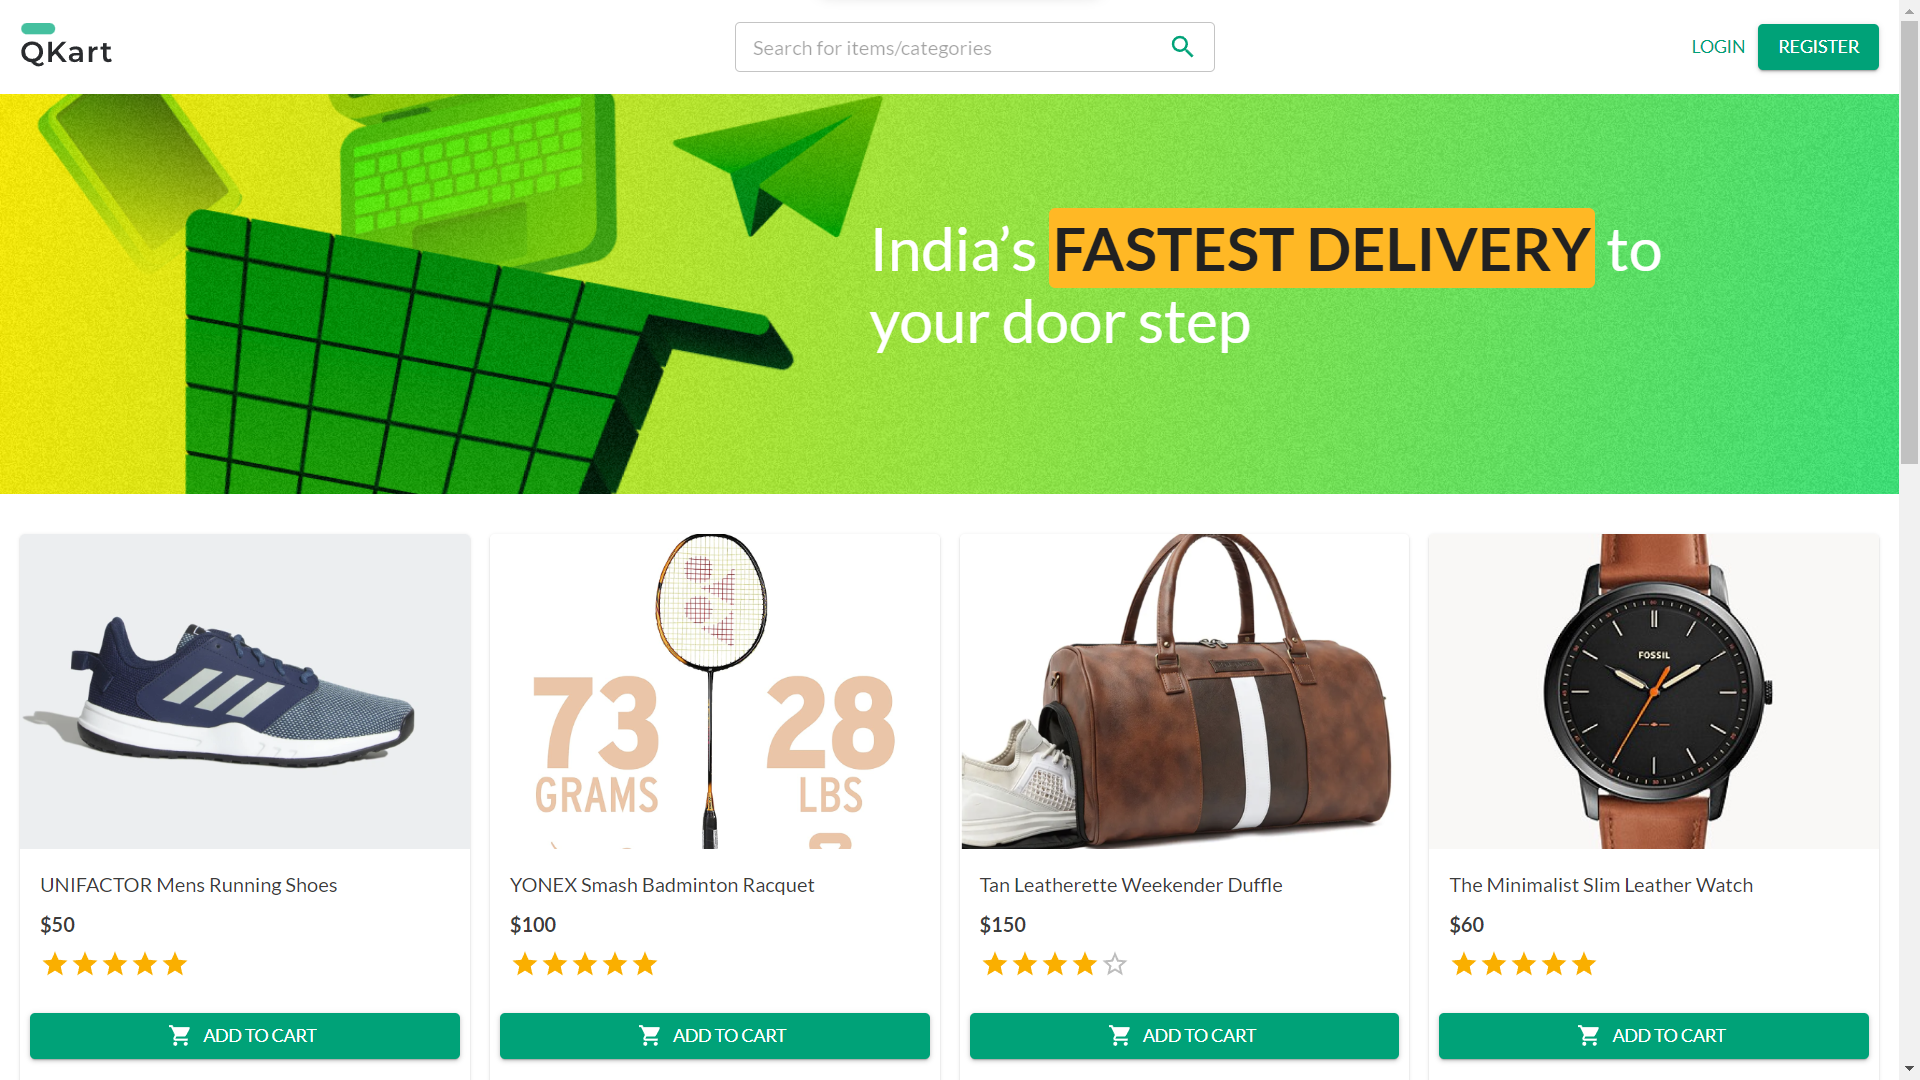 QKart
Search for items/categories
LOGIN
REGISTER
India’s FASTEST DELIVERY to
your door step
73
GRAMS
28
LBS
FOSSIL
UNIFACTOR Mens Running Shoes
$50
ADD TO CART
YONEX Smash Badminton Racquet
$100
ADD TO CART
Tan Leatherette Weekender Duffle
$150
ADD TO CART
The Minimalist Slim Leather Watch
$60
ADD TO CART